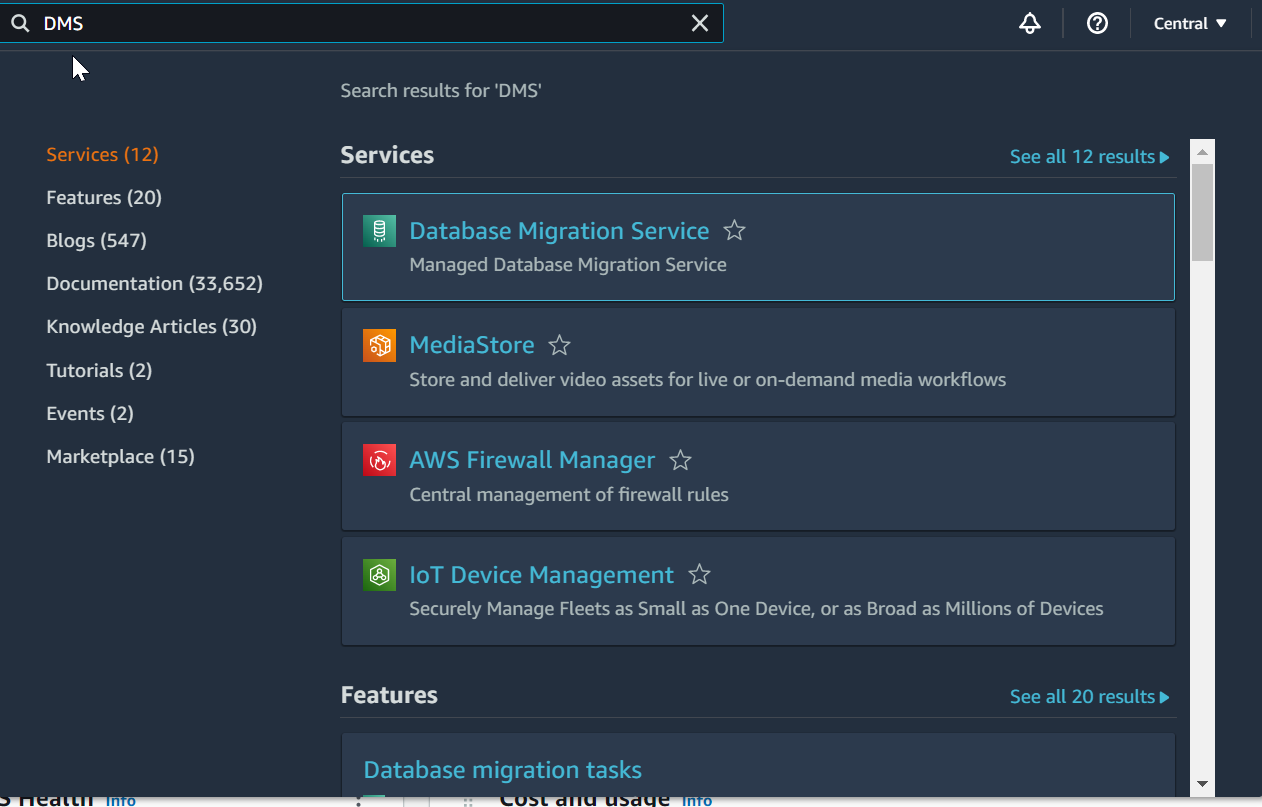 DMS
Central
Search results for 'DMS'
Services (12)
Features (20)
Blogs (547)
Documentation (33,652)
Knowledge Articles (30)
Tutorials (2)
Events (2)
Marketplace (15)
Services
See all 12 results
Database Migration Service
Managed Database Migration Service
MediaStore
Store and deliver video assets for live or on-demand media workflows
AWS Firewall Manager
Central management of firewall rules
IoT Device Management
Securely Manage Fleets as Small as One Device, or as Broad as Millions of Devices
Features
See all 20 results
Database migration tasks
S Health Info
Cost and usage Info